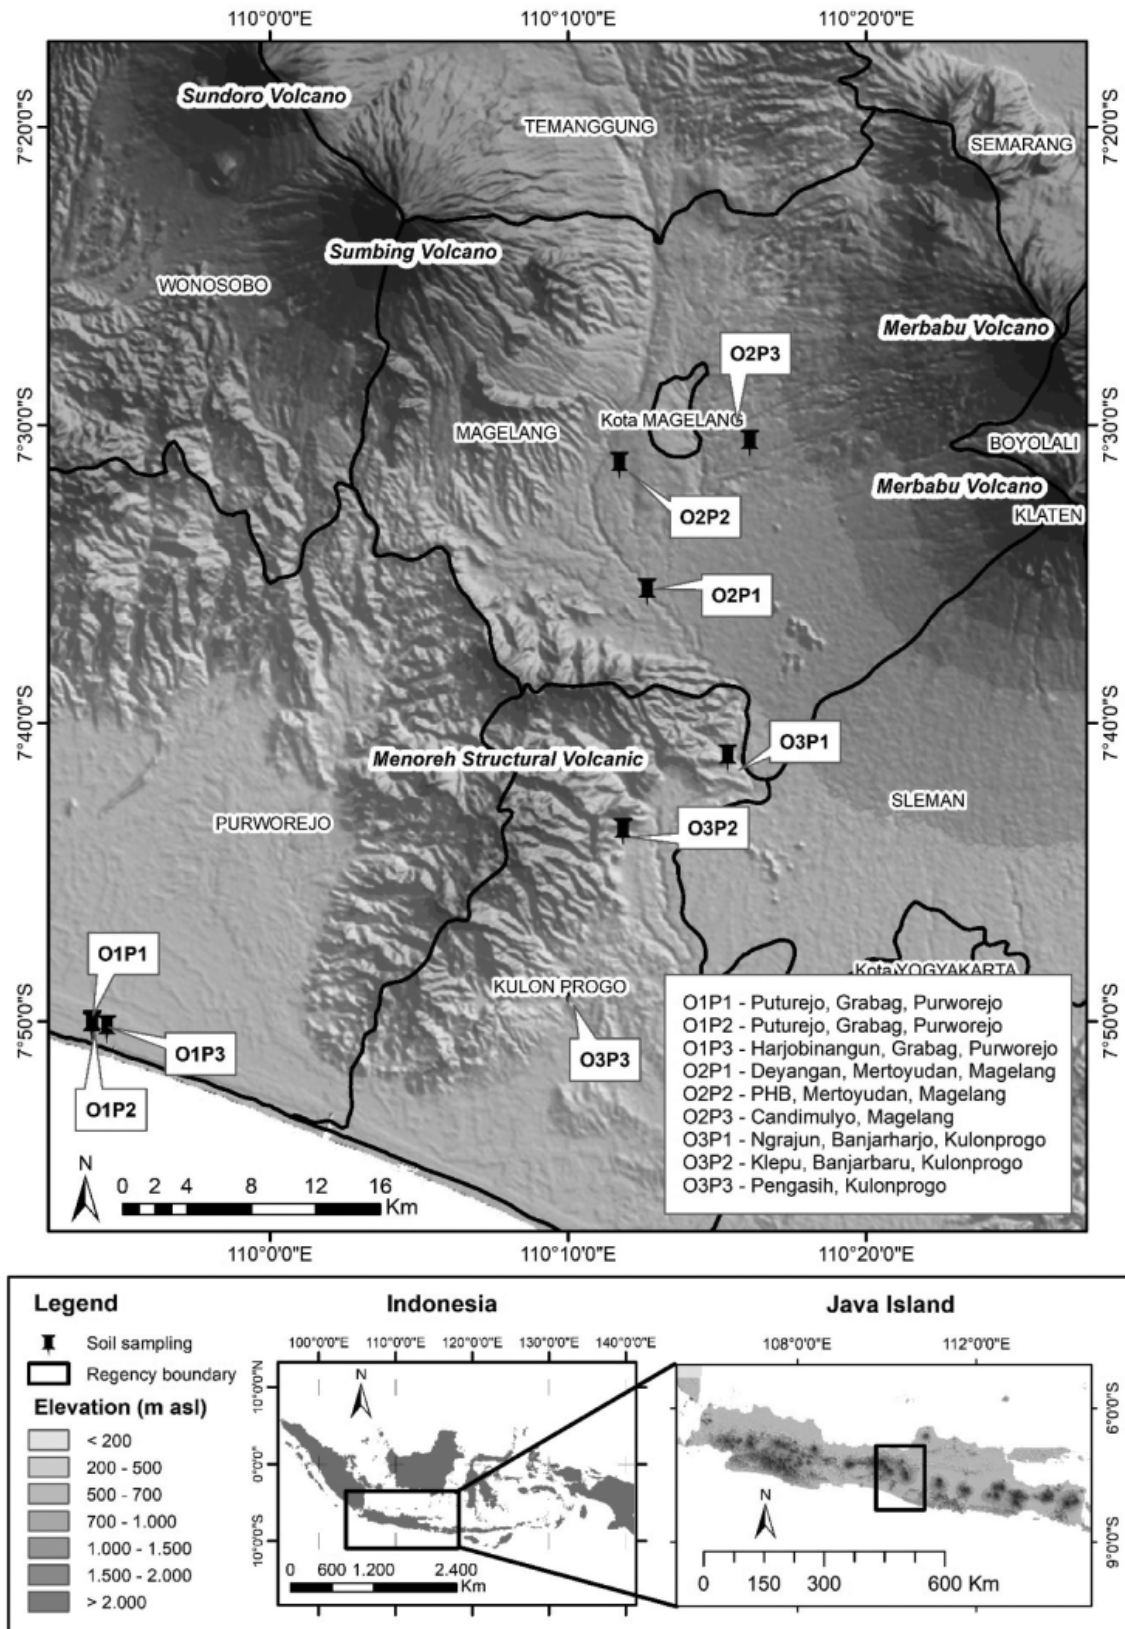 110°0'0"E
110°10'0"E
110°20'0"E
7°20'0"S
7°20'0"S
Sundoro Volcano
TEMANGGUNG
SEMARANG
Sumbing Volcano
WONOSOBO
Merbabu Volcano
O2P3
Kota MAGELANG
MAGELANG
7°30'0"S
7°30'0"S
BOYOLALI
Merbabu Volcano
KLATEN
O2P2
O2P1
7°40'0"S
7°40'0"S
O3P1
Menoreh Structural Volcanic
SLEMAN
PURWOREJO
O3P2
O1P1
Kota YOGYAKARTA
KULON PROGO
7°50'0"S
7°50'0"S
O1P3
O3P3
O1P2
O1P1 - Puturejo, Grabag, Purworejo
O1P2 - Puturejo, Grabag, Purworejo
O1P3 - Harjobinangun, Grabag, Purworejo
O2P1 - Deyangan, Mertoyudan, Magelang
O2P2 - PHB, Mertoyudan, Magelang
O2P3 - Candimulyo, Magelang
O3P1 - Ngrajun, Banjarharjo, Kulonprogo
O3P2 - Klepu, Banjarbaru, Kulonprogo
O3P3 - Pengasih, Kulonprogo
N
0 2 4 8 12 16
Km
110°0'0"E
110°10'0"E
110°20'0"E
Legend
Soil sampling
Regency boundary
Elevation (m asl)
< 200
200 - 500
500 - 700
700 - 1.000
1.000 - 1.500
1.500 - 2.000
> 2.000
Indonesia
100°0'0"E 110°0'0"E 120°0'0"E 130°0'0"E 140°0'0"E
N
10°0'0"N
0°0'0"
10°0'0"S
0 600 1.200 2.400
Km
Java Island
108°0'0"E 112°0'0"E
6°0'0"S
9°0'0"S
N
0 150 300 600 Km